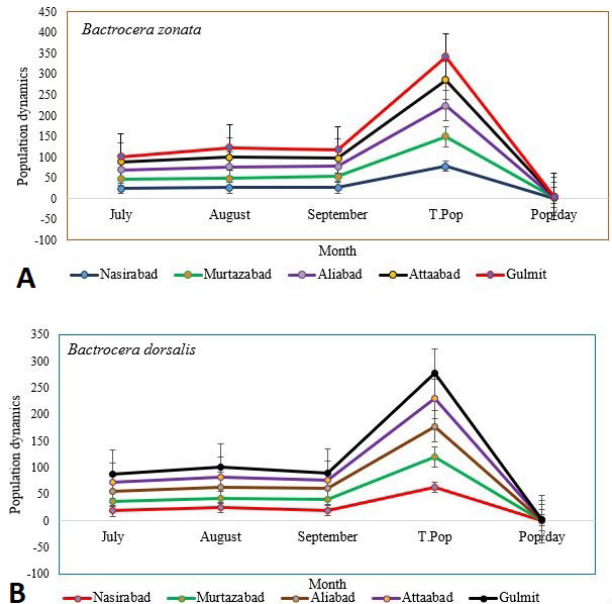 Bactrocera zonata
450
400
350
300
250
200
150
100
50
0
-50
-100
Population dynamics
July August September T.Pop Pop/day
Month
A
Nasirabad Murtazabad Aliabad Attaabad Gulmit
Bactrocera dorsalis
350
300
250
200
150
100
50
0
-50
-100
Population dynamics
July August September T.Pop Pop/day
Month
B
Nasirabad Murtazabad Aliabad Attaabad Gulmit